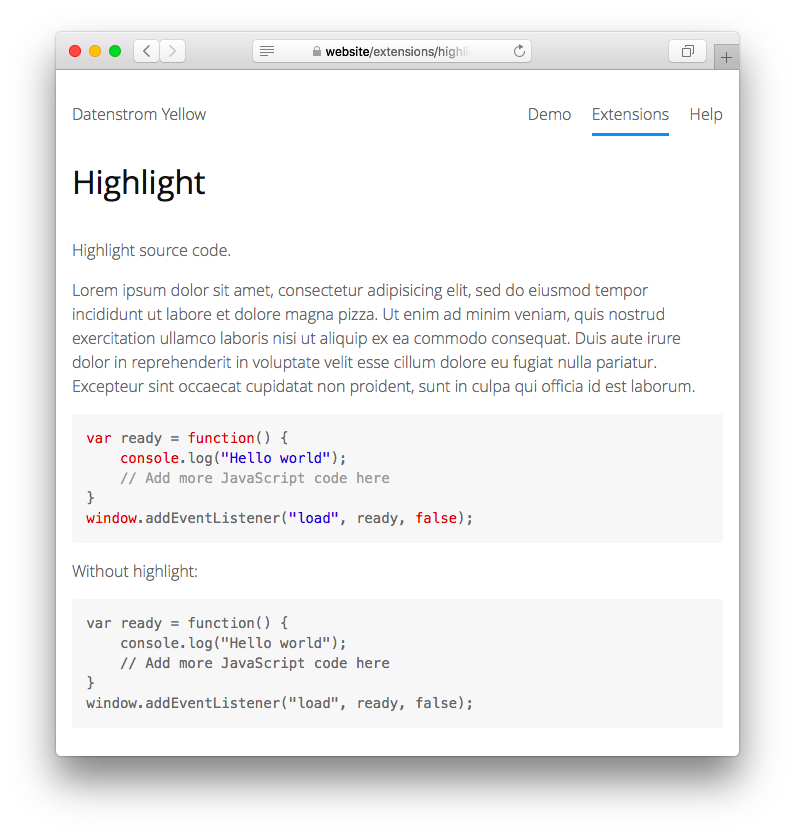 website/extensions/highli
Datenstrom Yellow Demo Extensions Help
Highlight
Highlight source code.
Lorem ipsum dolor sit amet, consectetur adipisicing elit, sed do eiusmod tempor
incididunt ut labore et dolore magna pizza. Ut enim ad minim veniam, quis nostrud
exercitation ullamco laboris nisi ut aliquip ex ea commodo consequat. Duis aute irure
dolor in reprehenderit in voluptate velit esse cillum dolore eu fugiat nulla pariatur.
Excepteur sint occaecat cupidatat non proident, sunt in culpa qui officia id est laborum.
var ready = function() {
    console.log("Hello world");
    // Add more JavaScript code here
}
window.addEventListener("load", ready, false);
Without highlight:
var ready = function() {
    console.log("Hello world");
    // Add more JavaScript code here
}
window.addEventListener("load", ready, false);